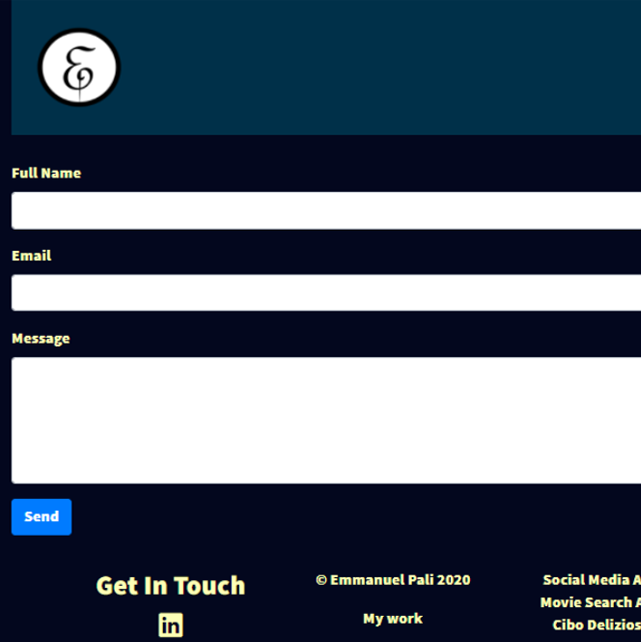 E
Full Name
Email
Message
Send
Get In Touch
in
© Emmanuel Pali 2020
My work
Social Media A
Movie Search A
Cibo Delizios